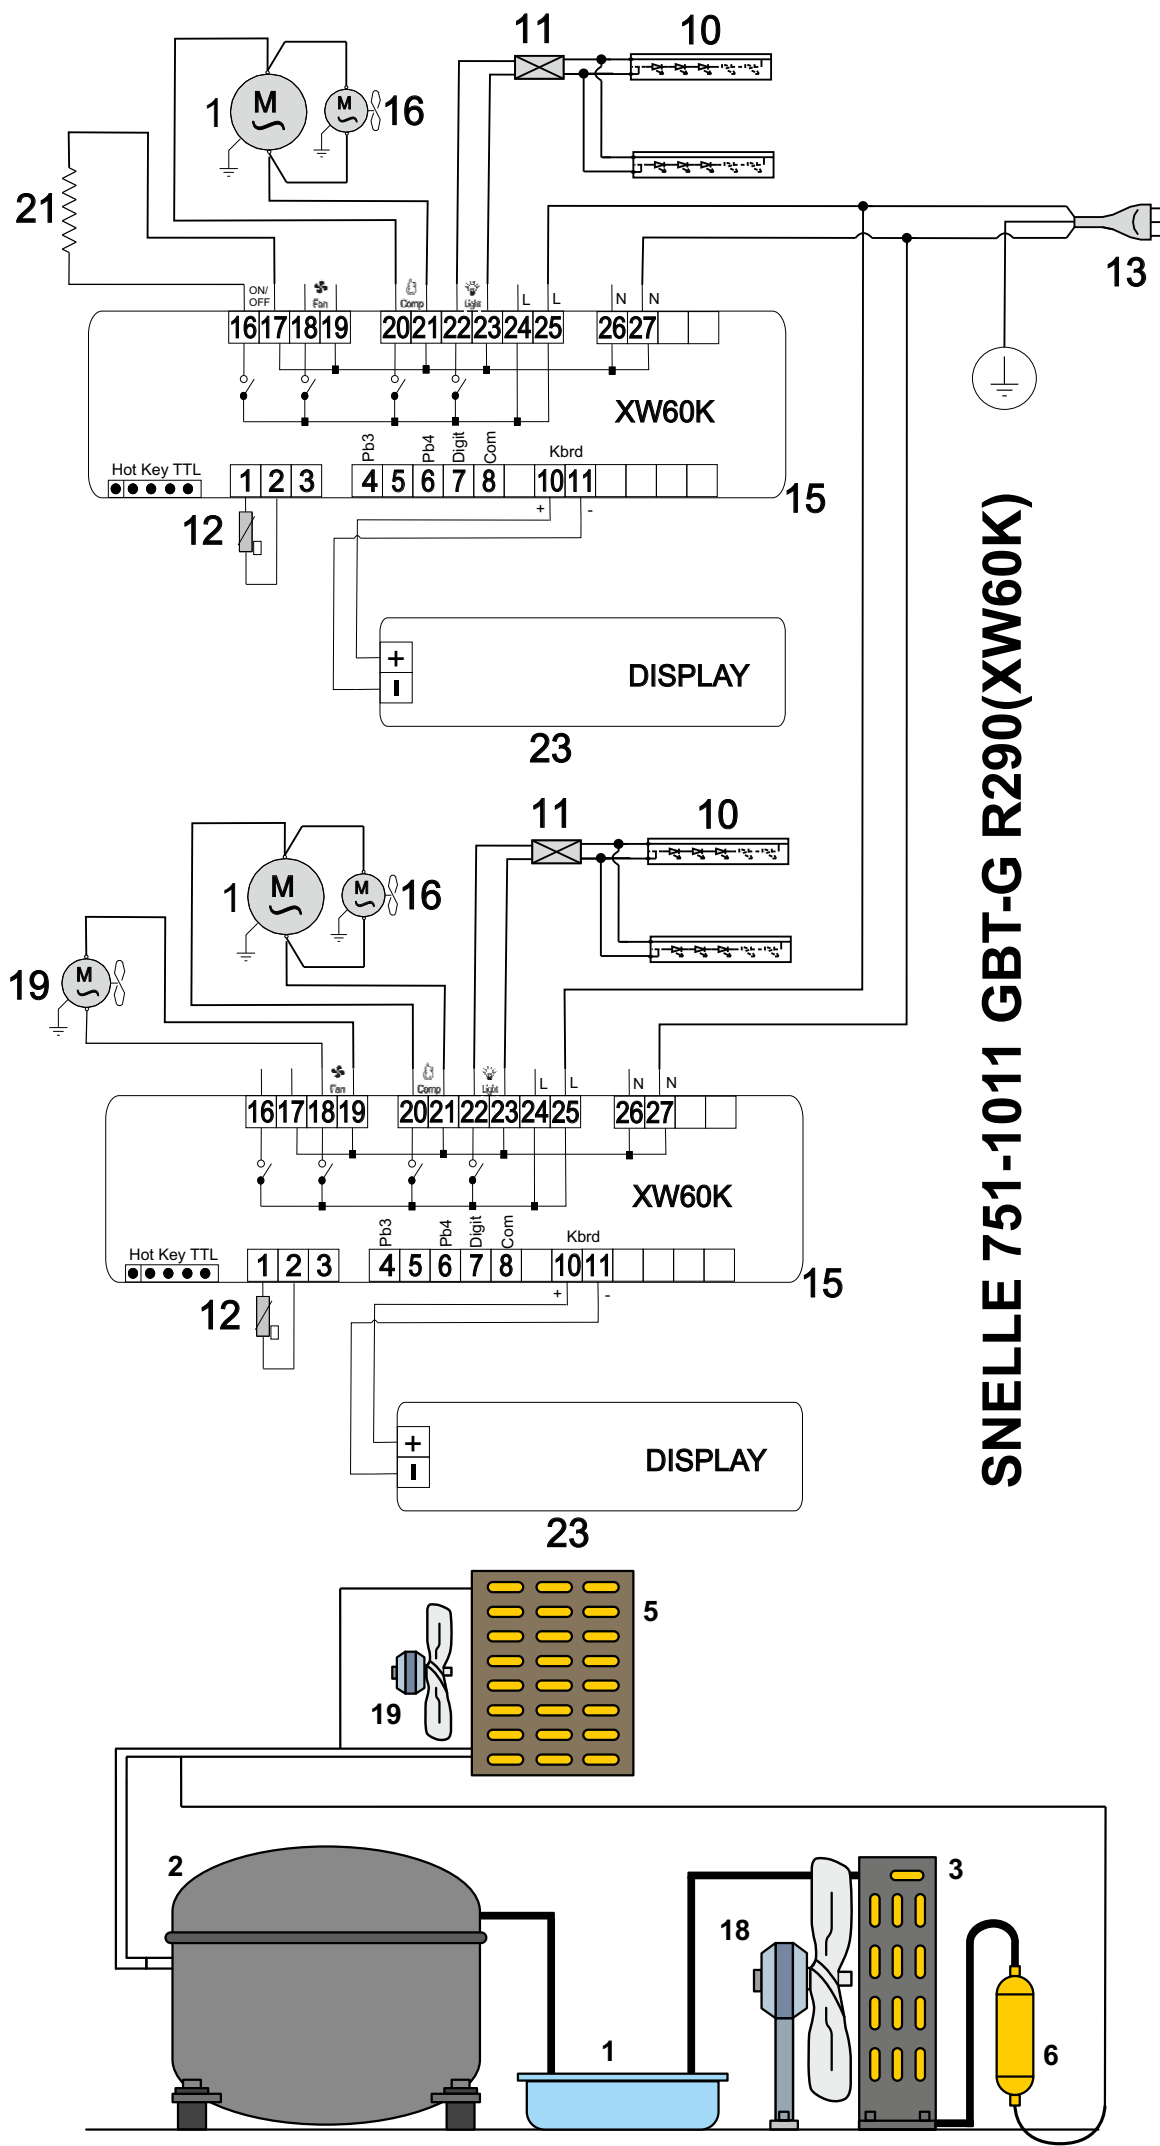 11
10
1
M
M
16
21
13
ON/
OFF
Fan
Comp
Light
L
L
N
N
16 17 18 19 20 21 22 23 24 25 26 27
XW60K
Pb3
Pb4
Digit
Com
Kbrd
Hot Key TTL
1 2 3 4 5 6 7 8 10 11
15
12
+
-
+
-
DISPLAY
23
SNELLE 751-1011 GBT-G R290(XW60K)
11
10
1
M
M
16
19
M
Fan
Comp
Light
L
L
N
N
16 17 18 19 20 21 22 23 24 25 26 27
XW60K
Pb3
Pb4
Digit
Com
Kbrd
Hot Key TTL
1 2 3 4 5 6 7 8 10 11
15
12
+
-
+
-
DISPLAY
23
5
19
2
3
18
1
6